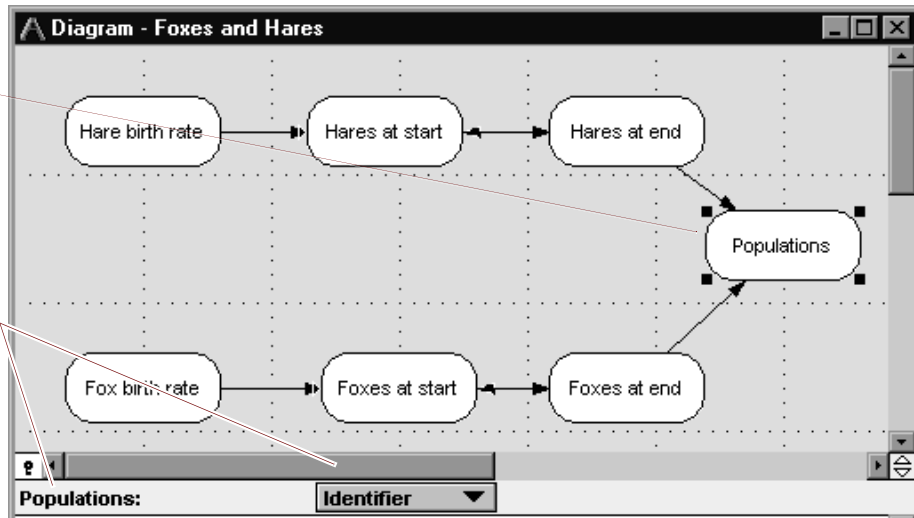 Diagram - Foxes and Hares
Hare birth rate
Hares at start
Hares at end
Populations
Fox birth rate
Foxes at start
Foxes at end
?
Populations:
Identifier